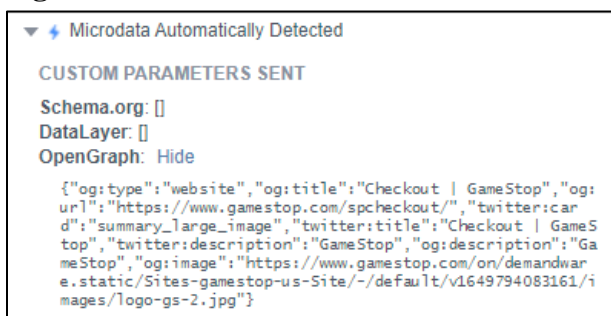 Microdata Automatically Detected
CUSTOM PARAMETERS SENT
Schema.org: []
DataLayer: []
OpenGraph: Hide
{"og:type":"website","og:title":"Checkout | GameStop","og:
url":"https://www.gamestop.com/spcheckout/","twitter:car
d":"summary_large_image","twitter:title":"Checkout | GameS
top","twitter:description":"GameStop","og:description":"Ga
meStop","og:image":"https://www.gamestop.com/on/demandwar
e.static/Sites-gamestop-us-Site/-/default/v1649794083161/i
mages/logo-gs-2.jpg"}